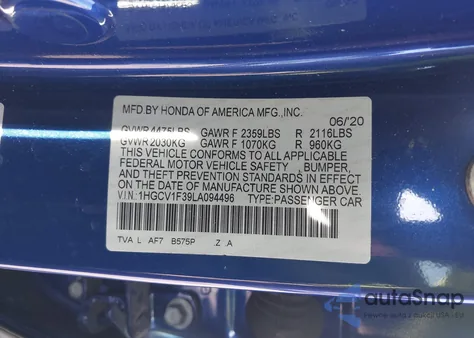 MFD.BY HONDA OF AMERICA MFG.,INC. 06/20
GVWR 4475LBS GAWR F 2359LBS R 2116LBS
GVWR 2030KG GAWR F 1070KG R 960KG
THIS VEHICLE CONFORMS TO ALL APPLICABLE
FEDERAL MOTOR VEHICLE SAFETY , BUMPER,
AND THEFT PREVENTION STANDARDS IN EFFECT
ON THE DATE OF MANUFACTURE SHOWN ABOVE.
V I N :1HGCV1F39LA094496 TYPE:PASSENGER CAR
TVA L AF7 B575P .Z .A
autoSnap